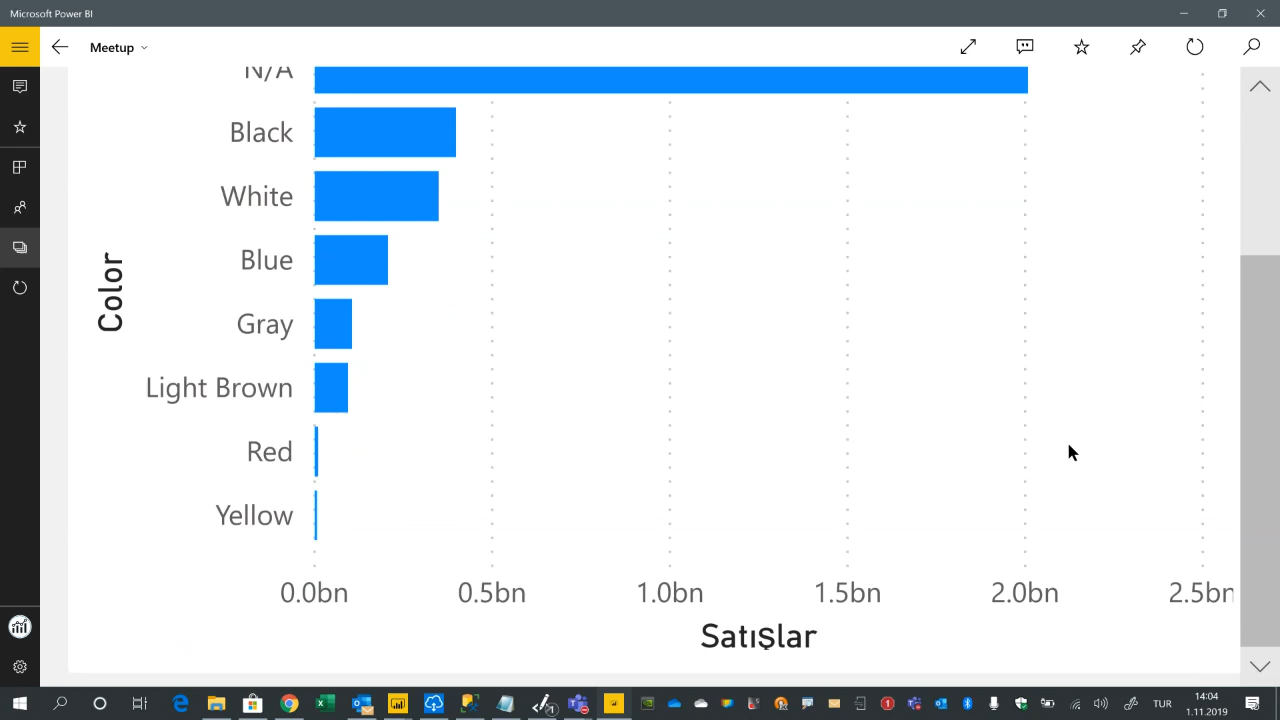 Microsoft Power BI
Meetup
N/A
Black
White
Blue
Gray
Light Brown
Red
Yellow
Color
0.0bn 0.5bn 1.0bn 1.5bn 2.0bn 2.5bn
Satışlar
TUR
14:04
1.11.2019